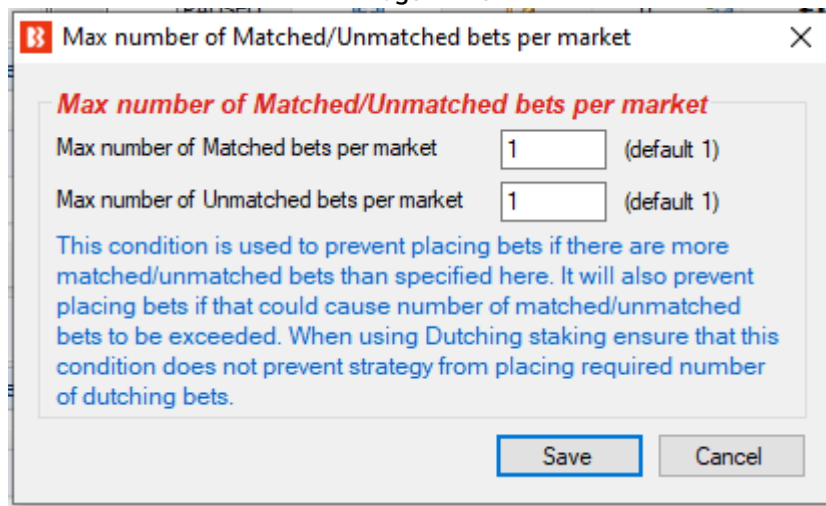 Max number of Matched/Unmatched bets per market
Max number of Matched/Unmatched bets per market
Max number of Matched bets per market 1 (default 1)
Max number of Unmatched bets per market 1 (default 1)
This condition is used to prevent placing bets if there are more
matched/unmatched bets than specified here. It will also prevent
placing bets if that could cause number of matched/unmatched
bets to be exceeded. When using Dutching staking ensure that this
condition does not prevent strategy from placing required number
of dutching bets.
Save Cancel